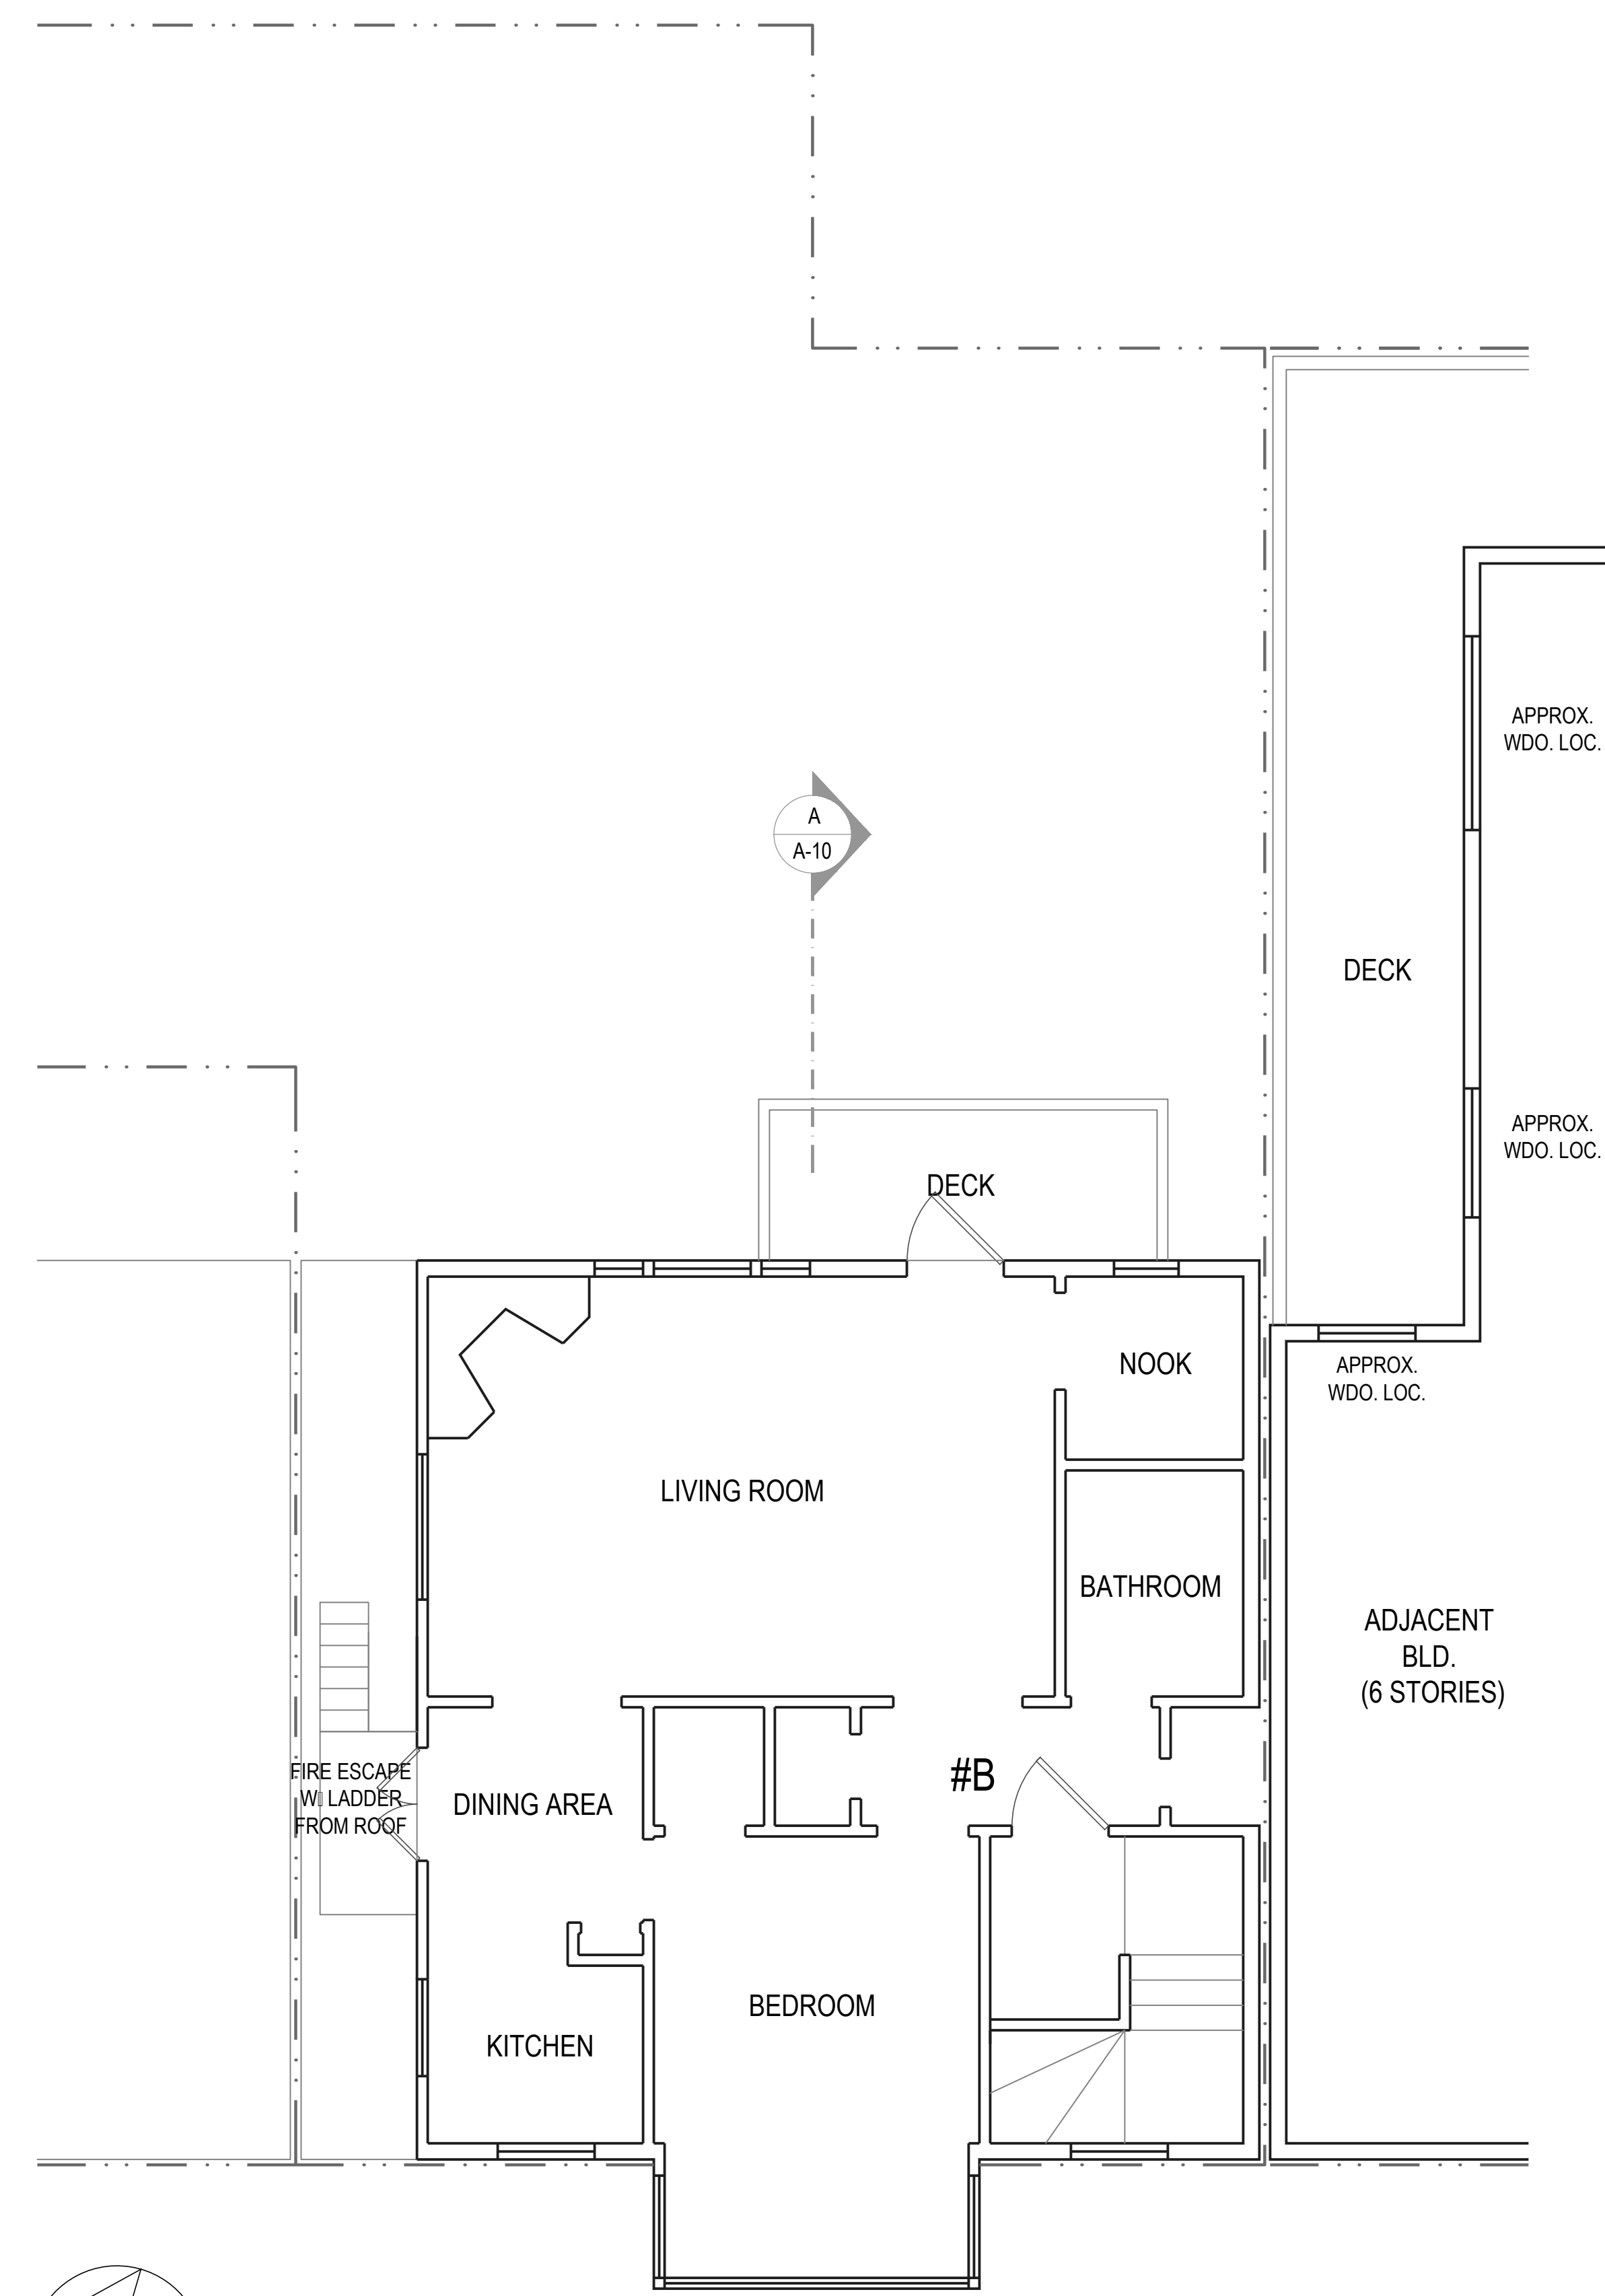 APPROX.
WDO. LOC.
A
A-10
DECK
APPROX.
WDO. LOC.
DECK
NOOK
APPROX.
WDO. LOC.
LIVING ROOM
BATHROOM
ADJACENT
BLD.
(6 STORIES)
#B
FIRE ESCAPE
W▯ LADDER
FROM ROOF
DINING AREA
BEDROOM
KITCHEN